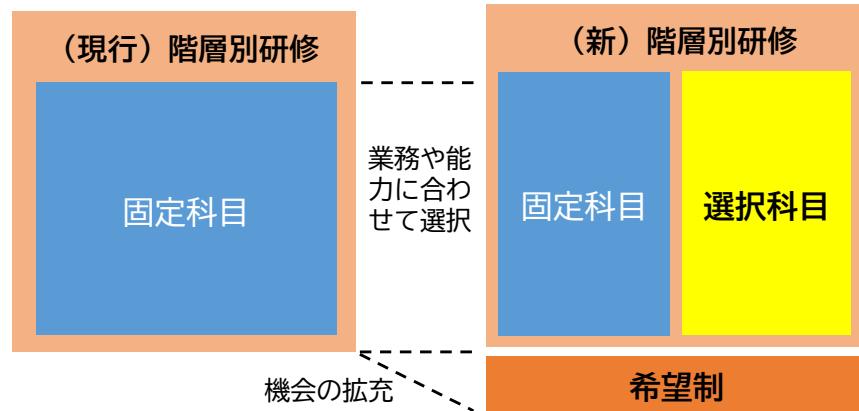 （現行）階層別研修
固定科目
業務や能
力に合わ
せて選択
機会の拡充
（新）階層別研修
固定科目
選択科目
希望制